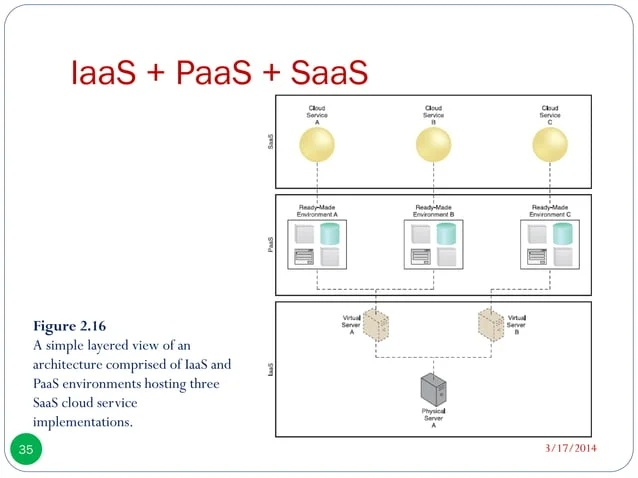 IaaS + PaaS + SaaS
SaaS
Cloud
Service
A
Cloud
Service
B
Cloud
Service
C
PaaS
Ready-Made
Environment A
Ready-Made
Environment B
Ready-Made
Environment C
IaaS
Virtual
Server
A
Virtual
Server
B
Physical
Server
A
Figure 2.16
A simple layered view of an
architecture comprised of IaaS and
PaaS environments hosting three
SaaS cloud service
implementations.
35
3/17/2014